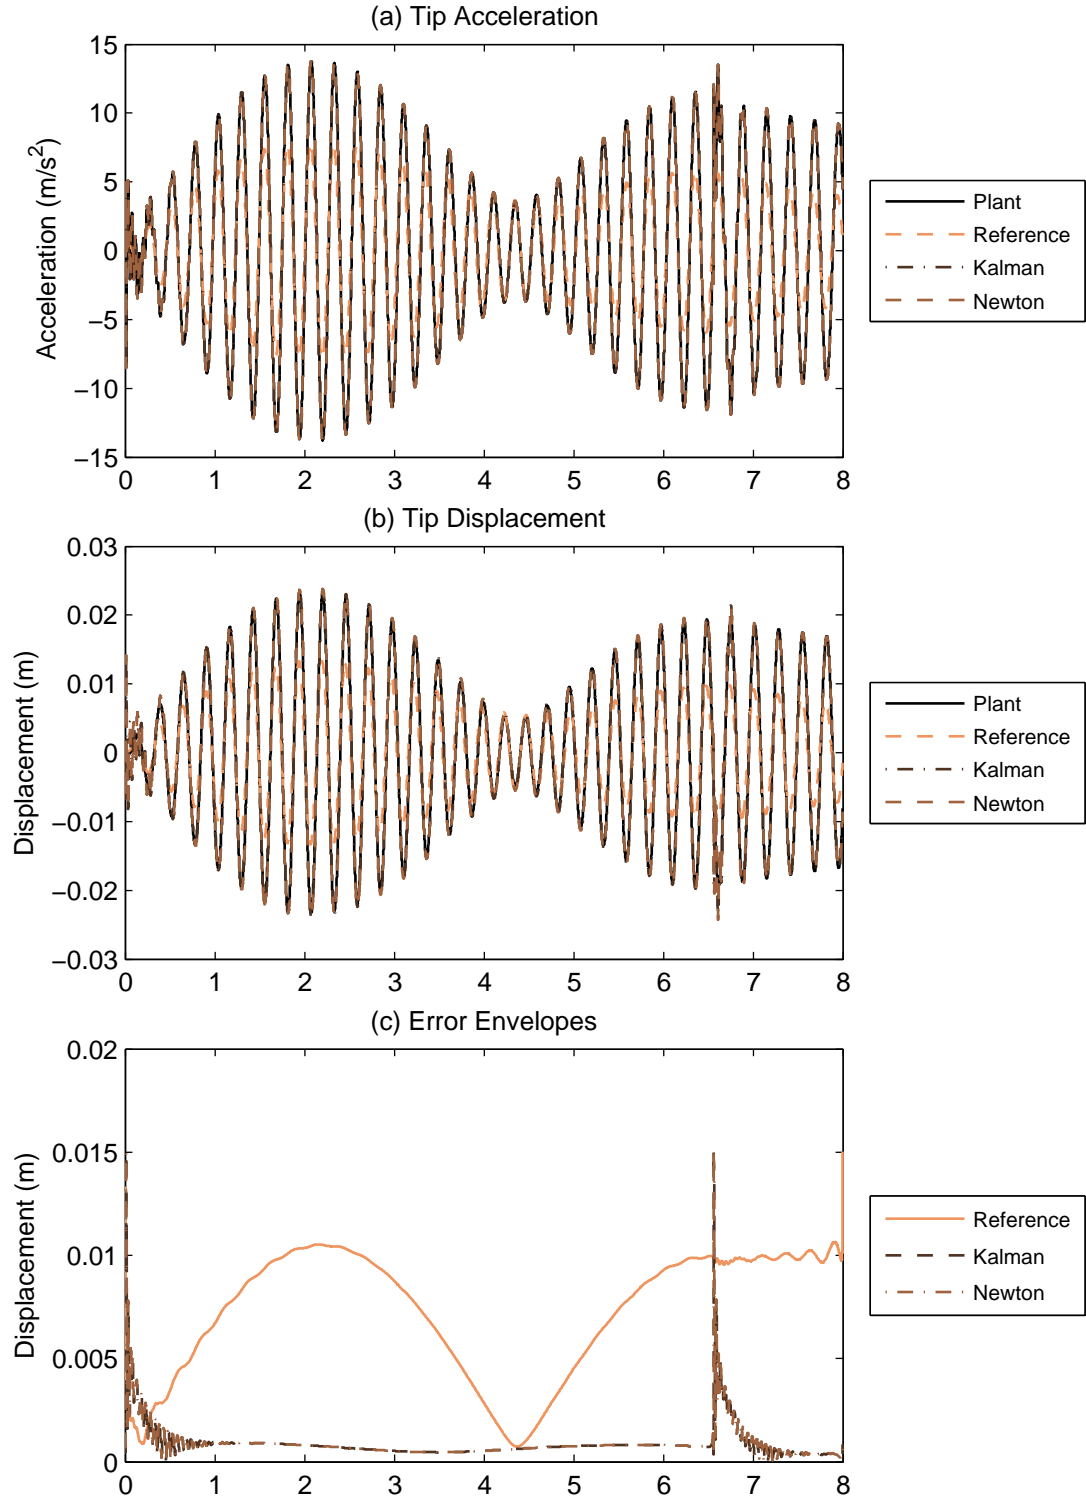 (a) Tip Acceleration
15
10
5
0
−5
−10
−15
Acceleration (m/s²)
0 1 2 3 4 5 6 7 8
Plant
Reference
Kalman
Newton
(b) Tip Displacement
0.03
0.02
0.01
0
−0.01
−0.02
−0.03
Displacement (m)
0 1 2 3 4 5 6 7 8
Plant
Reference
Kalman
Newton
(c) Error Envelopes
0.02
0.015
0.01
0.005
0
Displacement (m)
0 1 2 3 4 5 6 7 8
Reference
Kalman
Newton